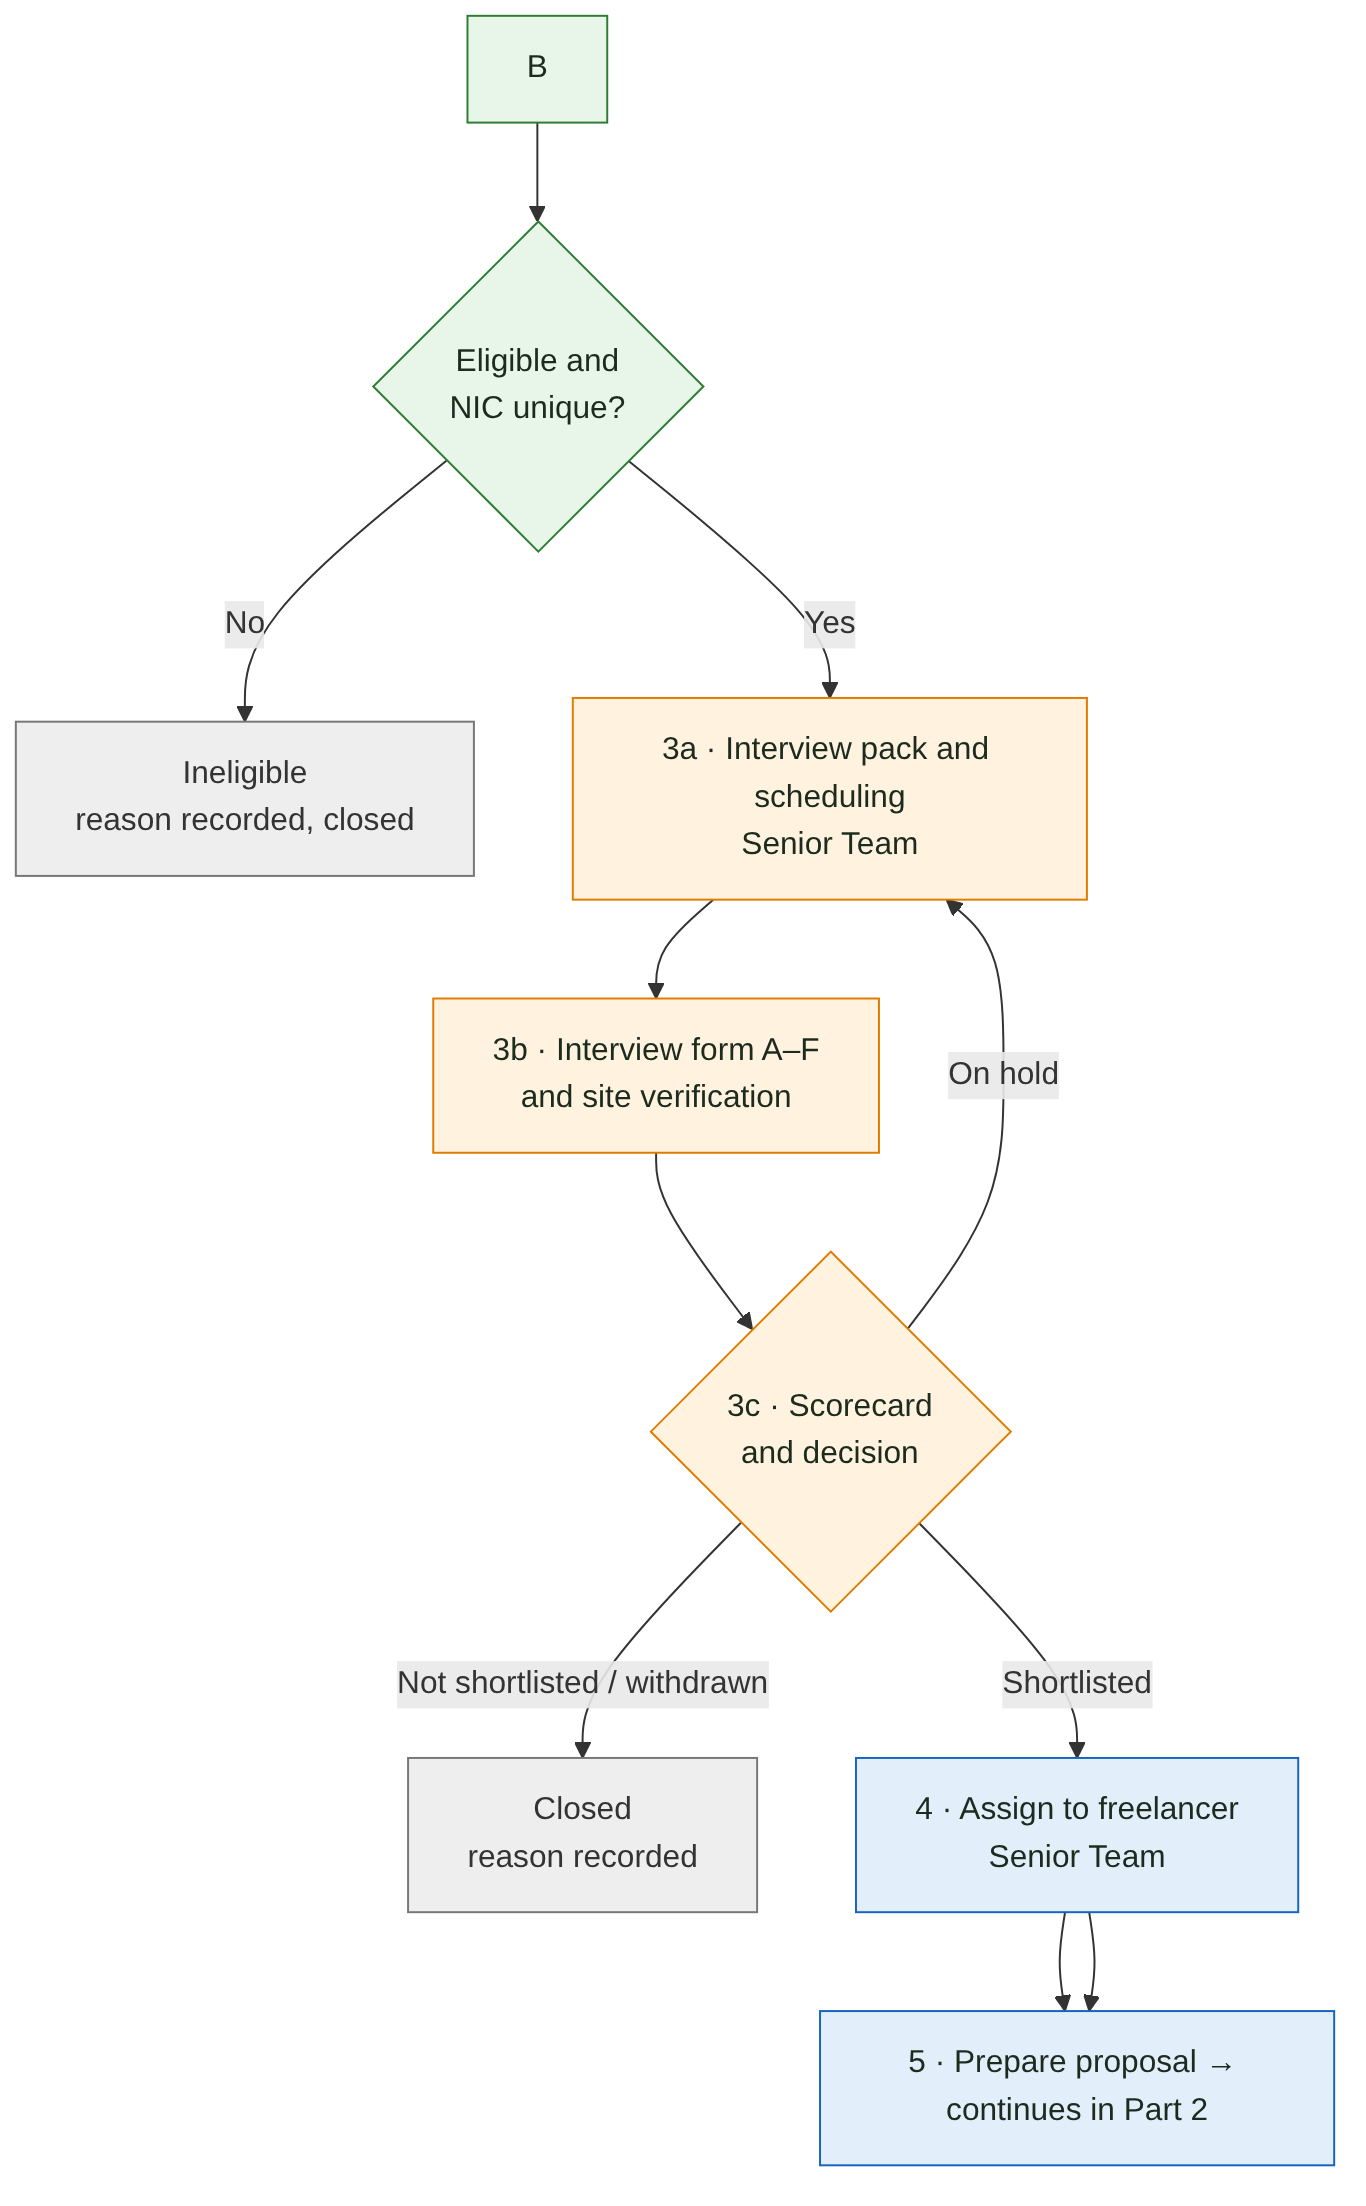 B
Eligible and
NIC unique?
No
Yes
Ineligible
reason recorded, closed
3a · Interview pack and
scheduling
Senior Team
3b · Interview form A–F
and site verification
On hold
3c · Scorecard
and decision
Not shortlisted / withdrawn
Shortlisted
Closed
reason recorded
4 · Assign to freelancer
Senior Team
5 · Prepare proposal →
continues in Part 2